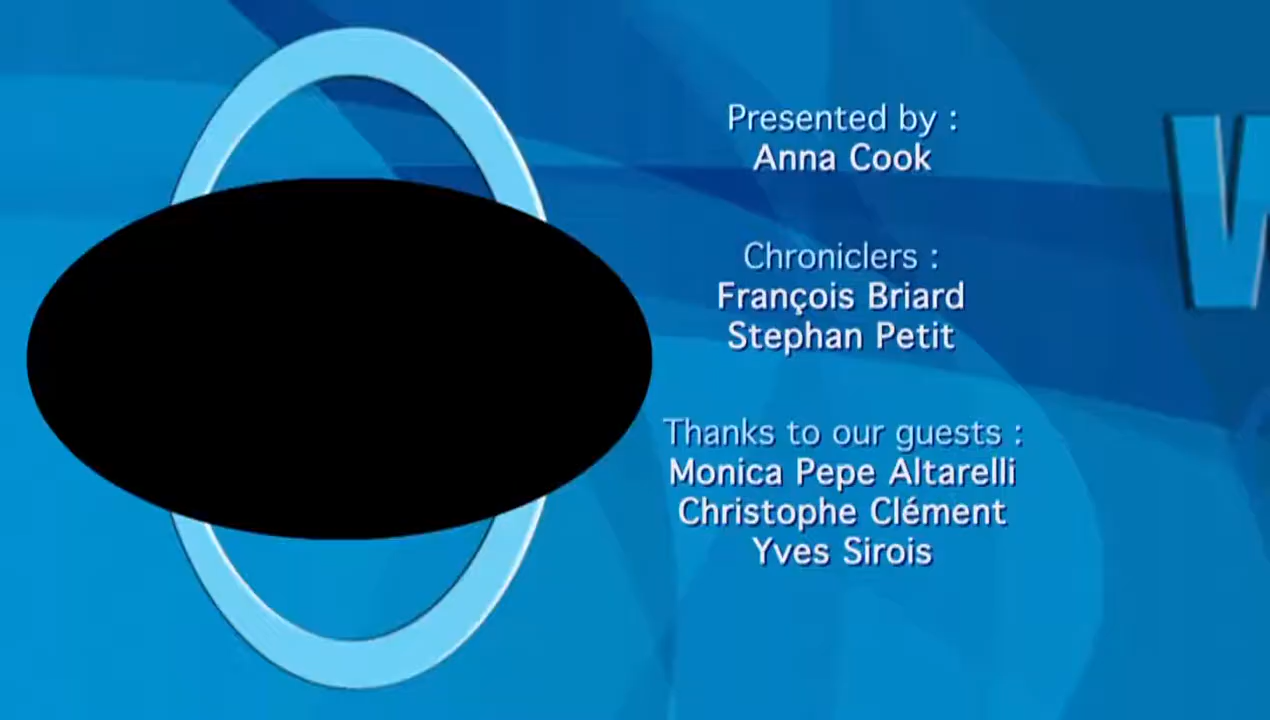 Presented by :
Anna Cook
Chroniclers :
François Briard
Stephan Petit
Thanks to our guests :
Monica Pepe Altarelli
Christophe Clément
Yves Sirois